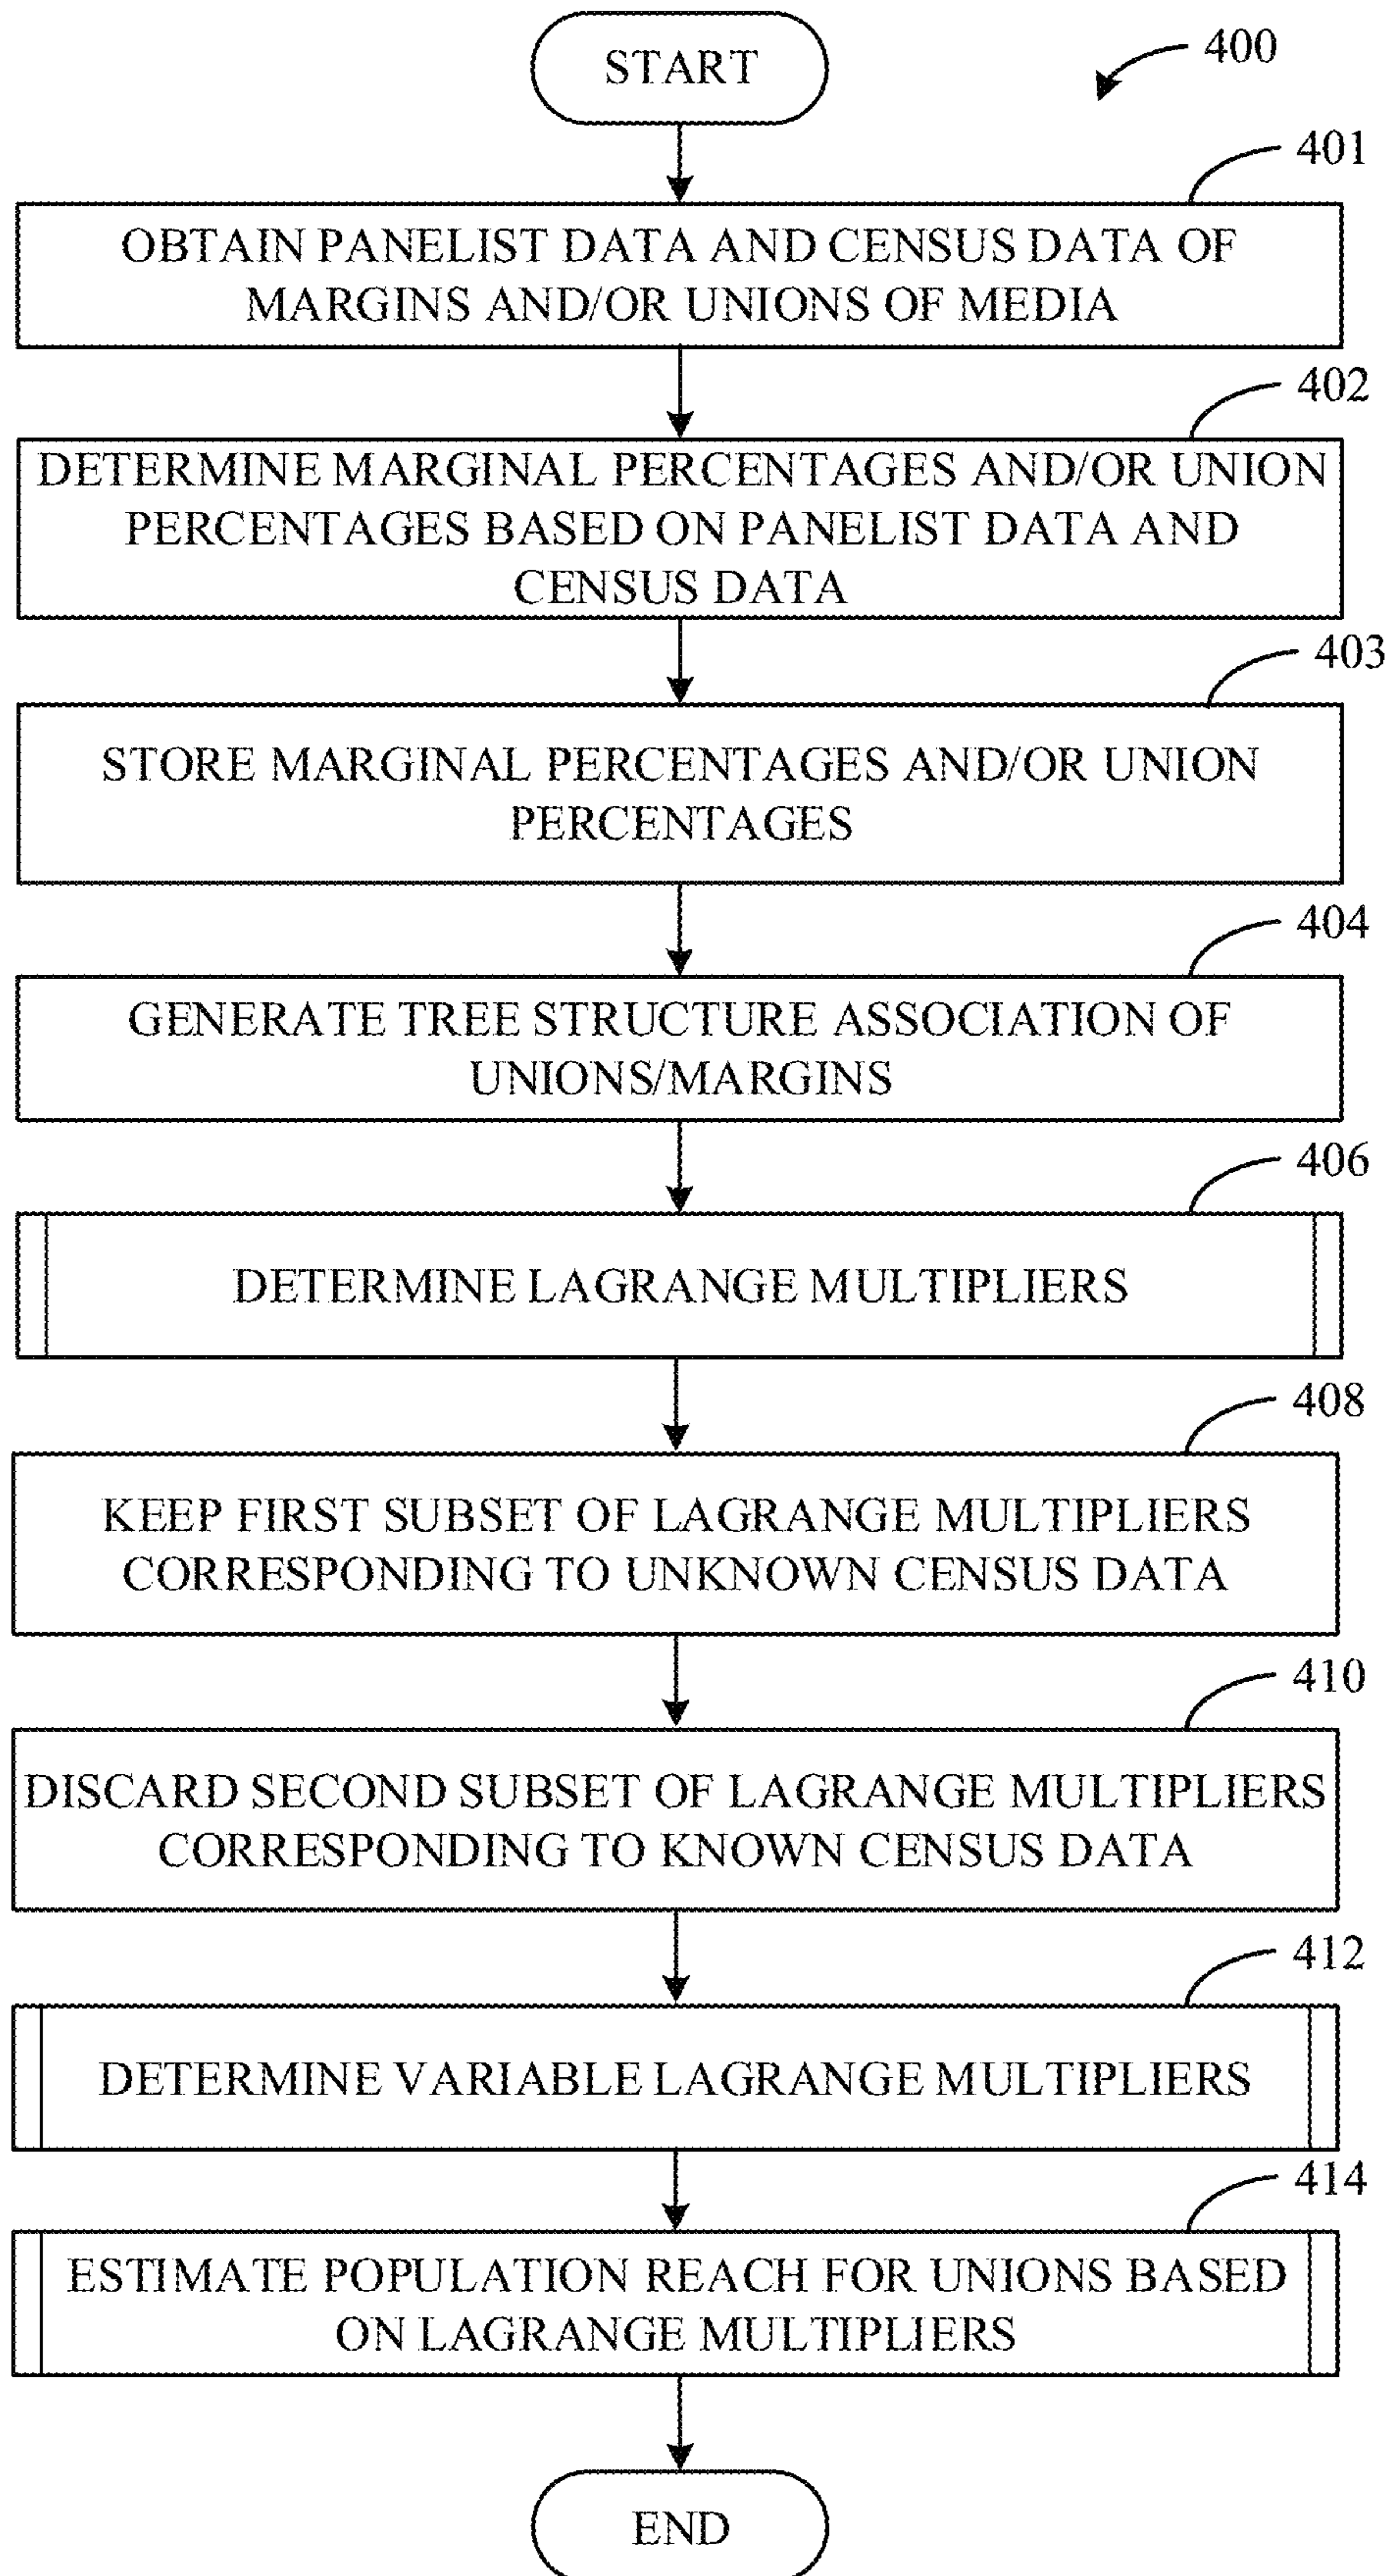 START
400
401
OBTAIN PANELIST DATA AND CENSUS DATA OF
MARGINS AND/OR UNIONS OF MEDIA
402
DETERMINE MARGINAL PERCENTAGES AND/OR UNION
PERCENTAGES BASED ON PANELIST DATA AND
CENSUS DATA
403
STORE MARGINAL PERCENTAGES AND/OR UNION
PERCENTAGES
404
GENERATE TREE STRUCTURE ASSOCIATION OF
UNIONS/MARGINS
406
DETERMINE LAGRANGE MULTIPLIERS
408
KEEP FIRST SUBSET OF LAGRANGE MULTIPLIERS
CORRESPONDING TO UNKNOWN CENSUS DATA
410
DISCARD SECOND SUBSET OF LAGRANGE MULTIPLIERS
CORRESPONDING TO KNOWN CENSUS DATA
412
DETERMINE VARIABLE LAGRANGE MULTIPLIERS
414
ESTIMATE POPULATION REACH FOR UNIONS BASED
ON LAGRANGE MULTIPLIERS
END